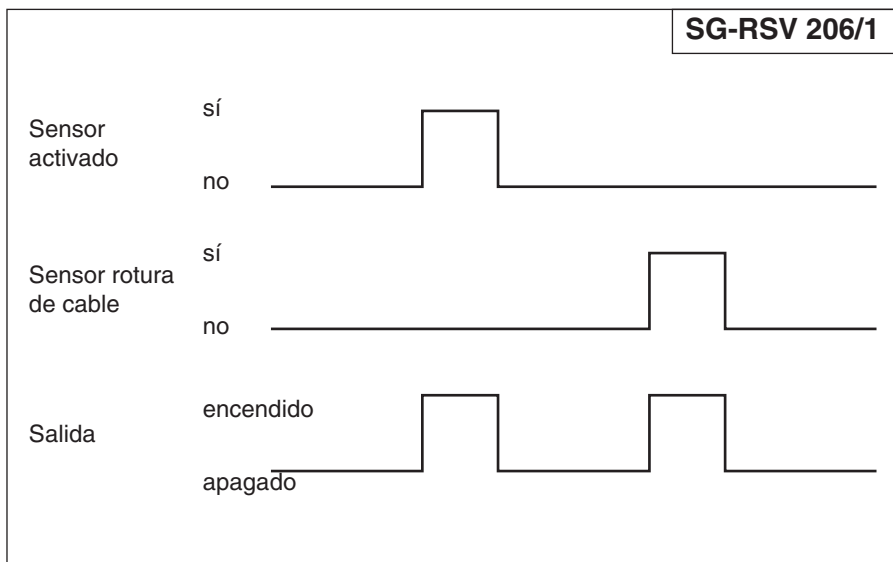 SG-RSV 206/1
sí
Sensor
activado
no
sí
Sensor rotura
de cable
no
encendido
Salida
apagado